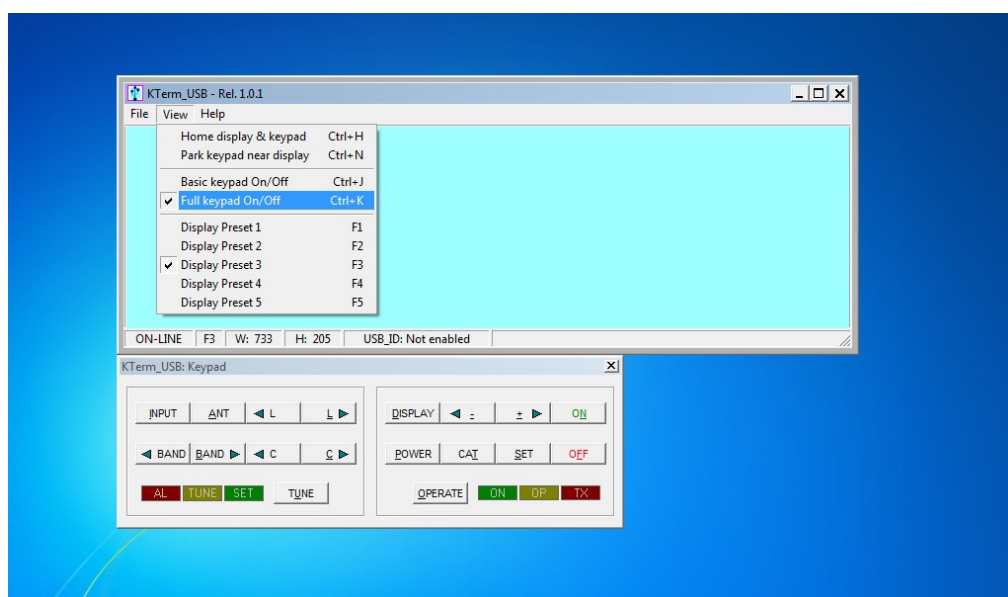 KTerm_USB - Rel. 1.0.1
File View Help
Home display & keypad Ctrl+H
Park keypad near display Ctrl+N
Basic keypad On/Off Ctrl+J
Full keypad On/Off Ctrl+K
Display Preset 1 F1
Display Preset 2 F2
Display Preset 3 F3
Display Preset 4 F4
Display Preset 5 F5
ON-LINE F3 W: 733 H: 205 USB_ID: Not enabled
KTerm_USB: Keypad
INPUT ANT L L DISPLAY - + ON
BAND BAND C C POWER CAT SET OFF
AL TUNE SET TUNE OPERATE ON OP TX